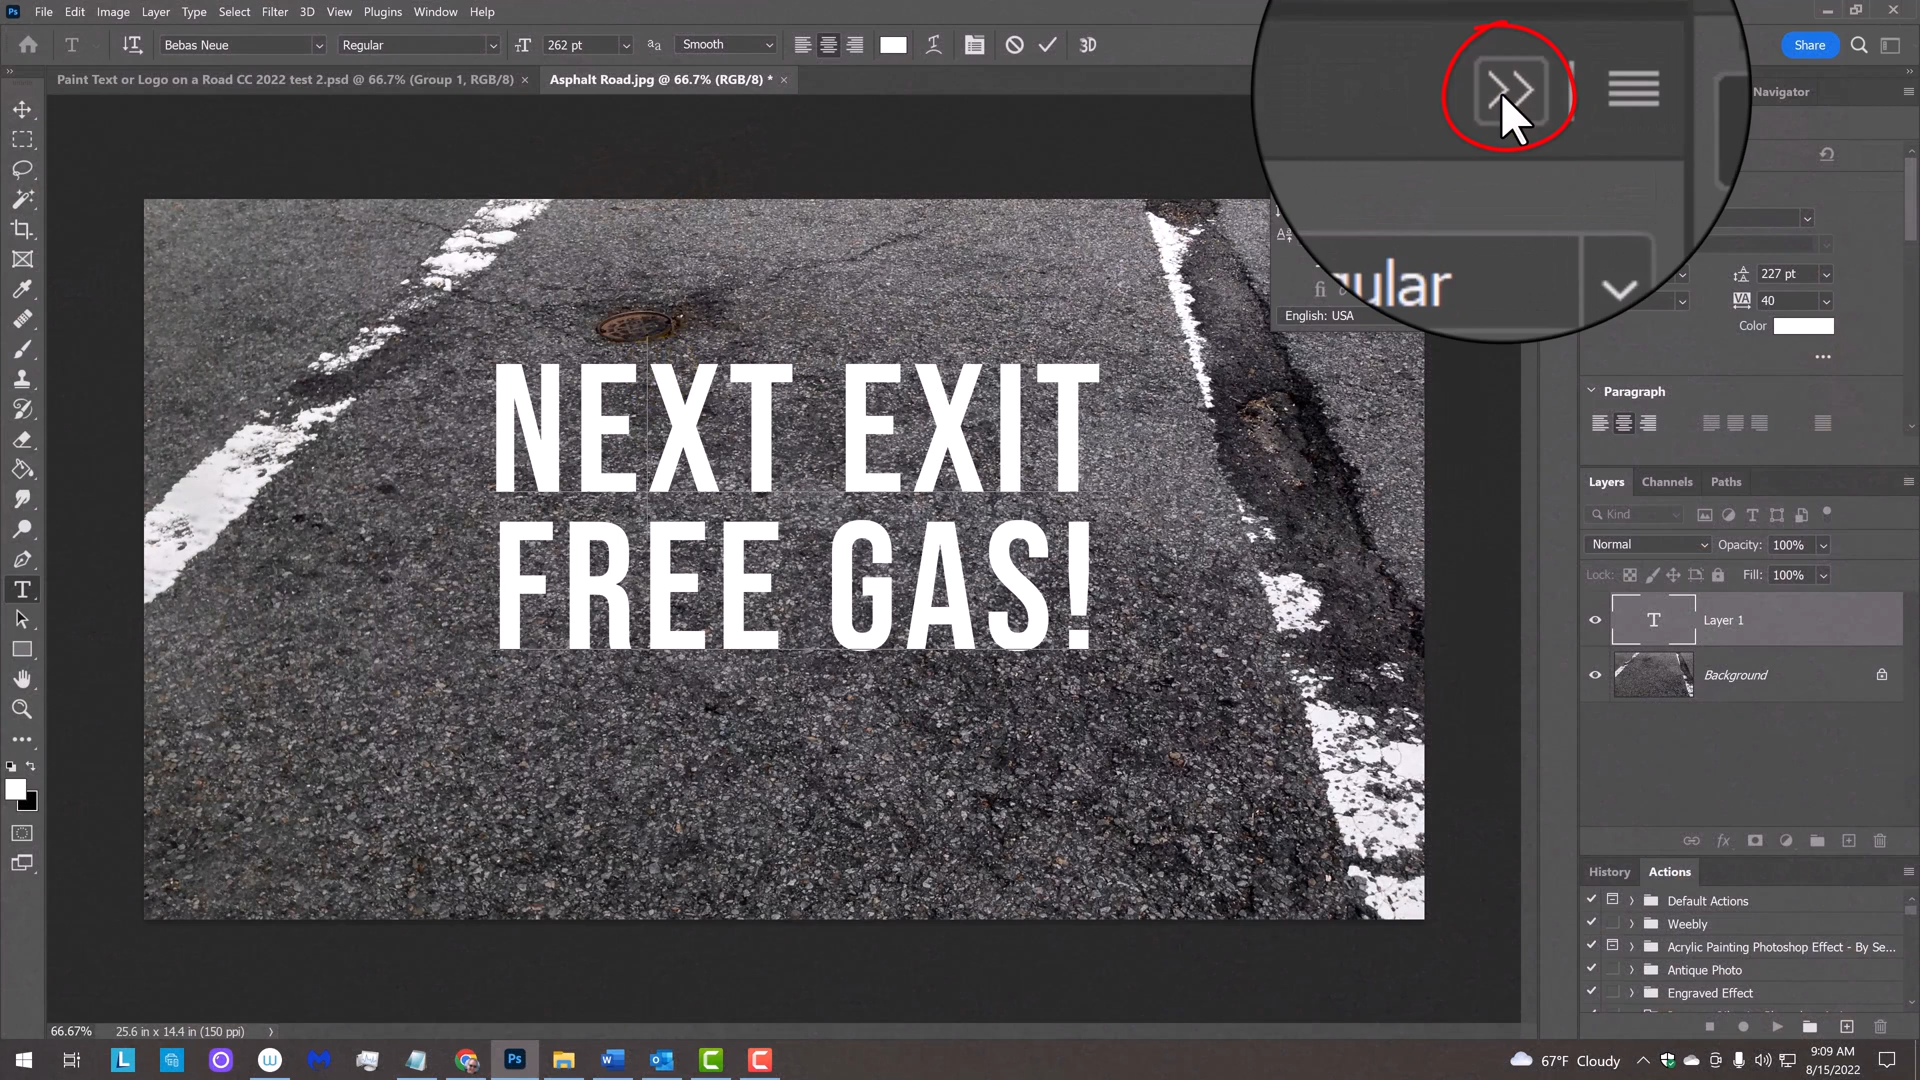 Ps File Edit Image Layer Type Select Filter 3D View Plugins Window Help
Bebas Neue Regular 262 pt Smooth 3D Share
Paint Text or Logo on a Road CC 2022 test 2.psd @ 66.7% (Group 1, RGB/8) × Asphalt Road.jpg @ 66.7% (RGB/8) * ×
Navigator
gular
227 pt
VA 40
English: USA
Color
Paragraph
NEXT EXIT
FREE GAS!
Layers Channels Paths
Kind
Normal Opacity: 100%
Lock: Fill: 100%
T Layer 1
Background
History Actions
Default Actions
Weebly
Acrylic Painting Photoshop Effect - By Se...
Antique Photo
Engraved Effect
66.67% 25.6 in x 14.4 in (150 ppi)
67°F Cloudy
9:09 AM
8/15/2022